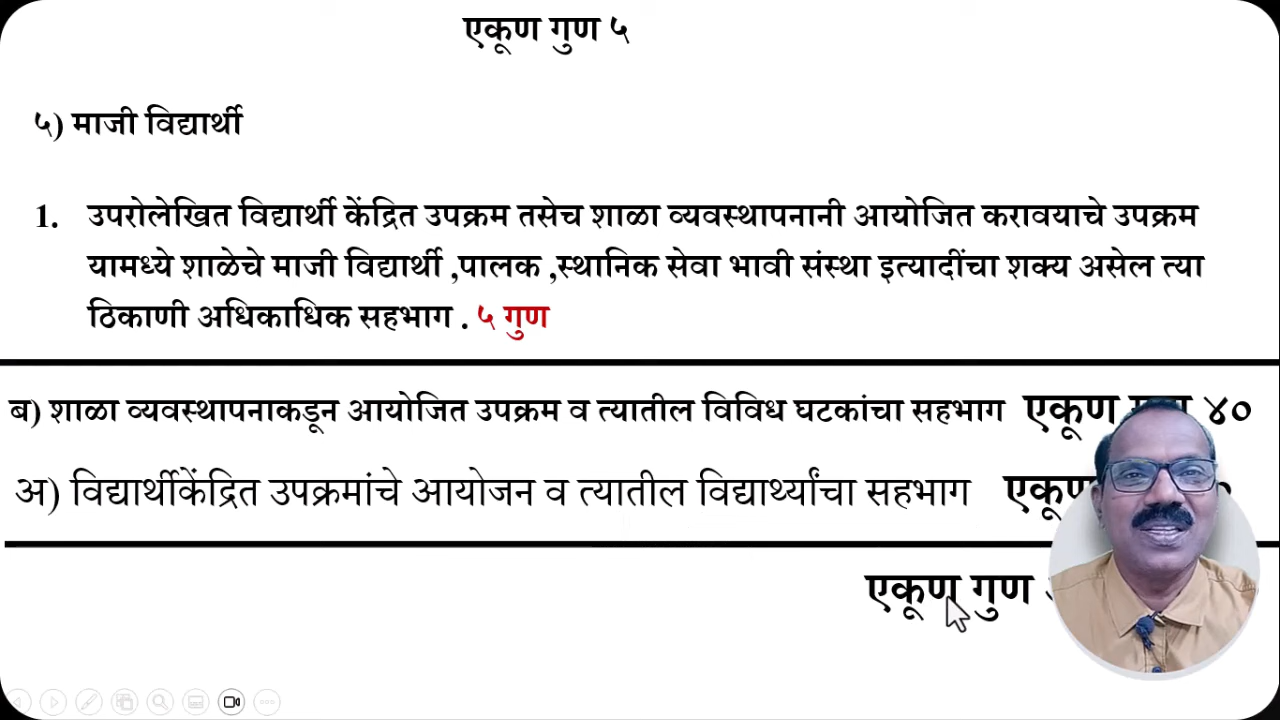 एकूण गुण ५
५) माजी विद्यार्थी
1. उपरोलेखित विद्यार्थी केंद्रित उपक्रम तसेच शाळा व्यवस्थापनानी आयोजित करावयाचे उपक्रम
यामध्ये शाळेचे माजी विद्यार्थी ,पालक ,स्थानिक सेवा भावी संस्था इत्यादींचा शक्य असेल त्या
ठिकाणी अधिकाधिक सहभाग . ५ गुण
ब) शाळा व्यवस्थापनाकडून आयोजित उपक्रम व त्यातील विविध घटकांचा सहभाग एकूण गुण ४०
अ) विद्यार्थीकेंद्रित उपक्रमांचे आयोजन व त्यातील विद्यार्थ्यांचा सहभाग एकूण
एकूण गुण